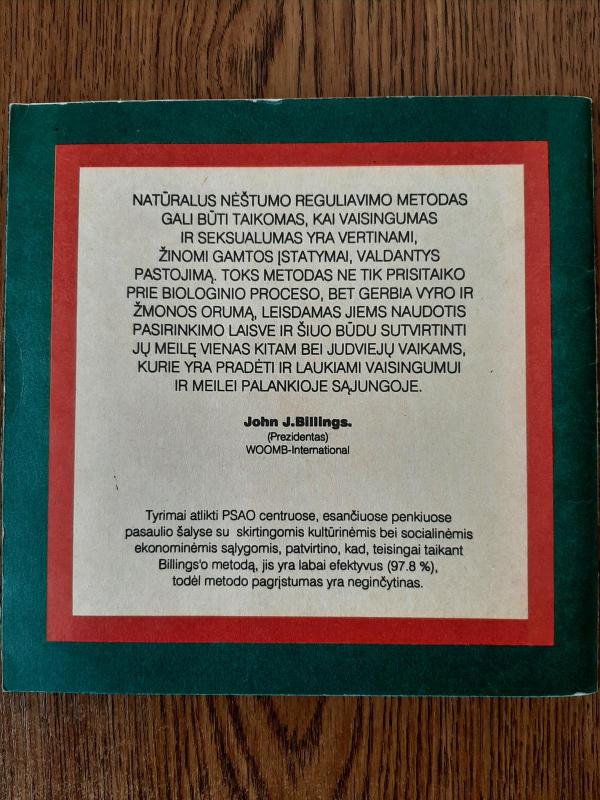 NATŪRALUS NĖŠTUMO REGULIAVIMO METODAS
GALI BŪTI TAIKOMAS, KAI VAISINGUMAS
IR SEKSUALUMAS YRA VERTINAMI,
ŽINOMI GAMTOS ĮSTATYMAI, VALDANTYS
PASTOJIMĄ. TOKS METODAS NE TIK PRISITAIKO
PRIE BIOLOGINIO PROCESO, BET GERBIA VYRO IR
ŽMONOS ORUMĄ, LEISDAMAS JIEMS NAUDOTIS
PASIRINKIMO LAISVE IR ŠIUO BŪDU SUTVIRTINTI
JŲ MEILĘ VIENAS KITAM BEI JUDVIEJŲ VAIKAMS,
KURIE YRA PRADĖTI IR LAUKIAMI VAISINGUMUI
IR MEILEI PALANKIOJE SĄJUNGOJE.
John J.Billings.
(Prezidentas)
WOOMB-International
Tyrimai atlikti PSAO centruose, esančiuose penkiuose
pasaulio šalyse su skirtingomis kultūrinėmis bei socialinėmis
ekonominėmis sąlygomis, patvirtino, kad, teisingai taikant
Billings'o metodą, jis yra labai efektyvus (97.8 %),
todėl metodo pagrįstumas yra neginčytinas.